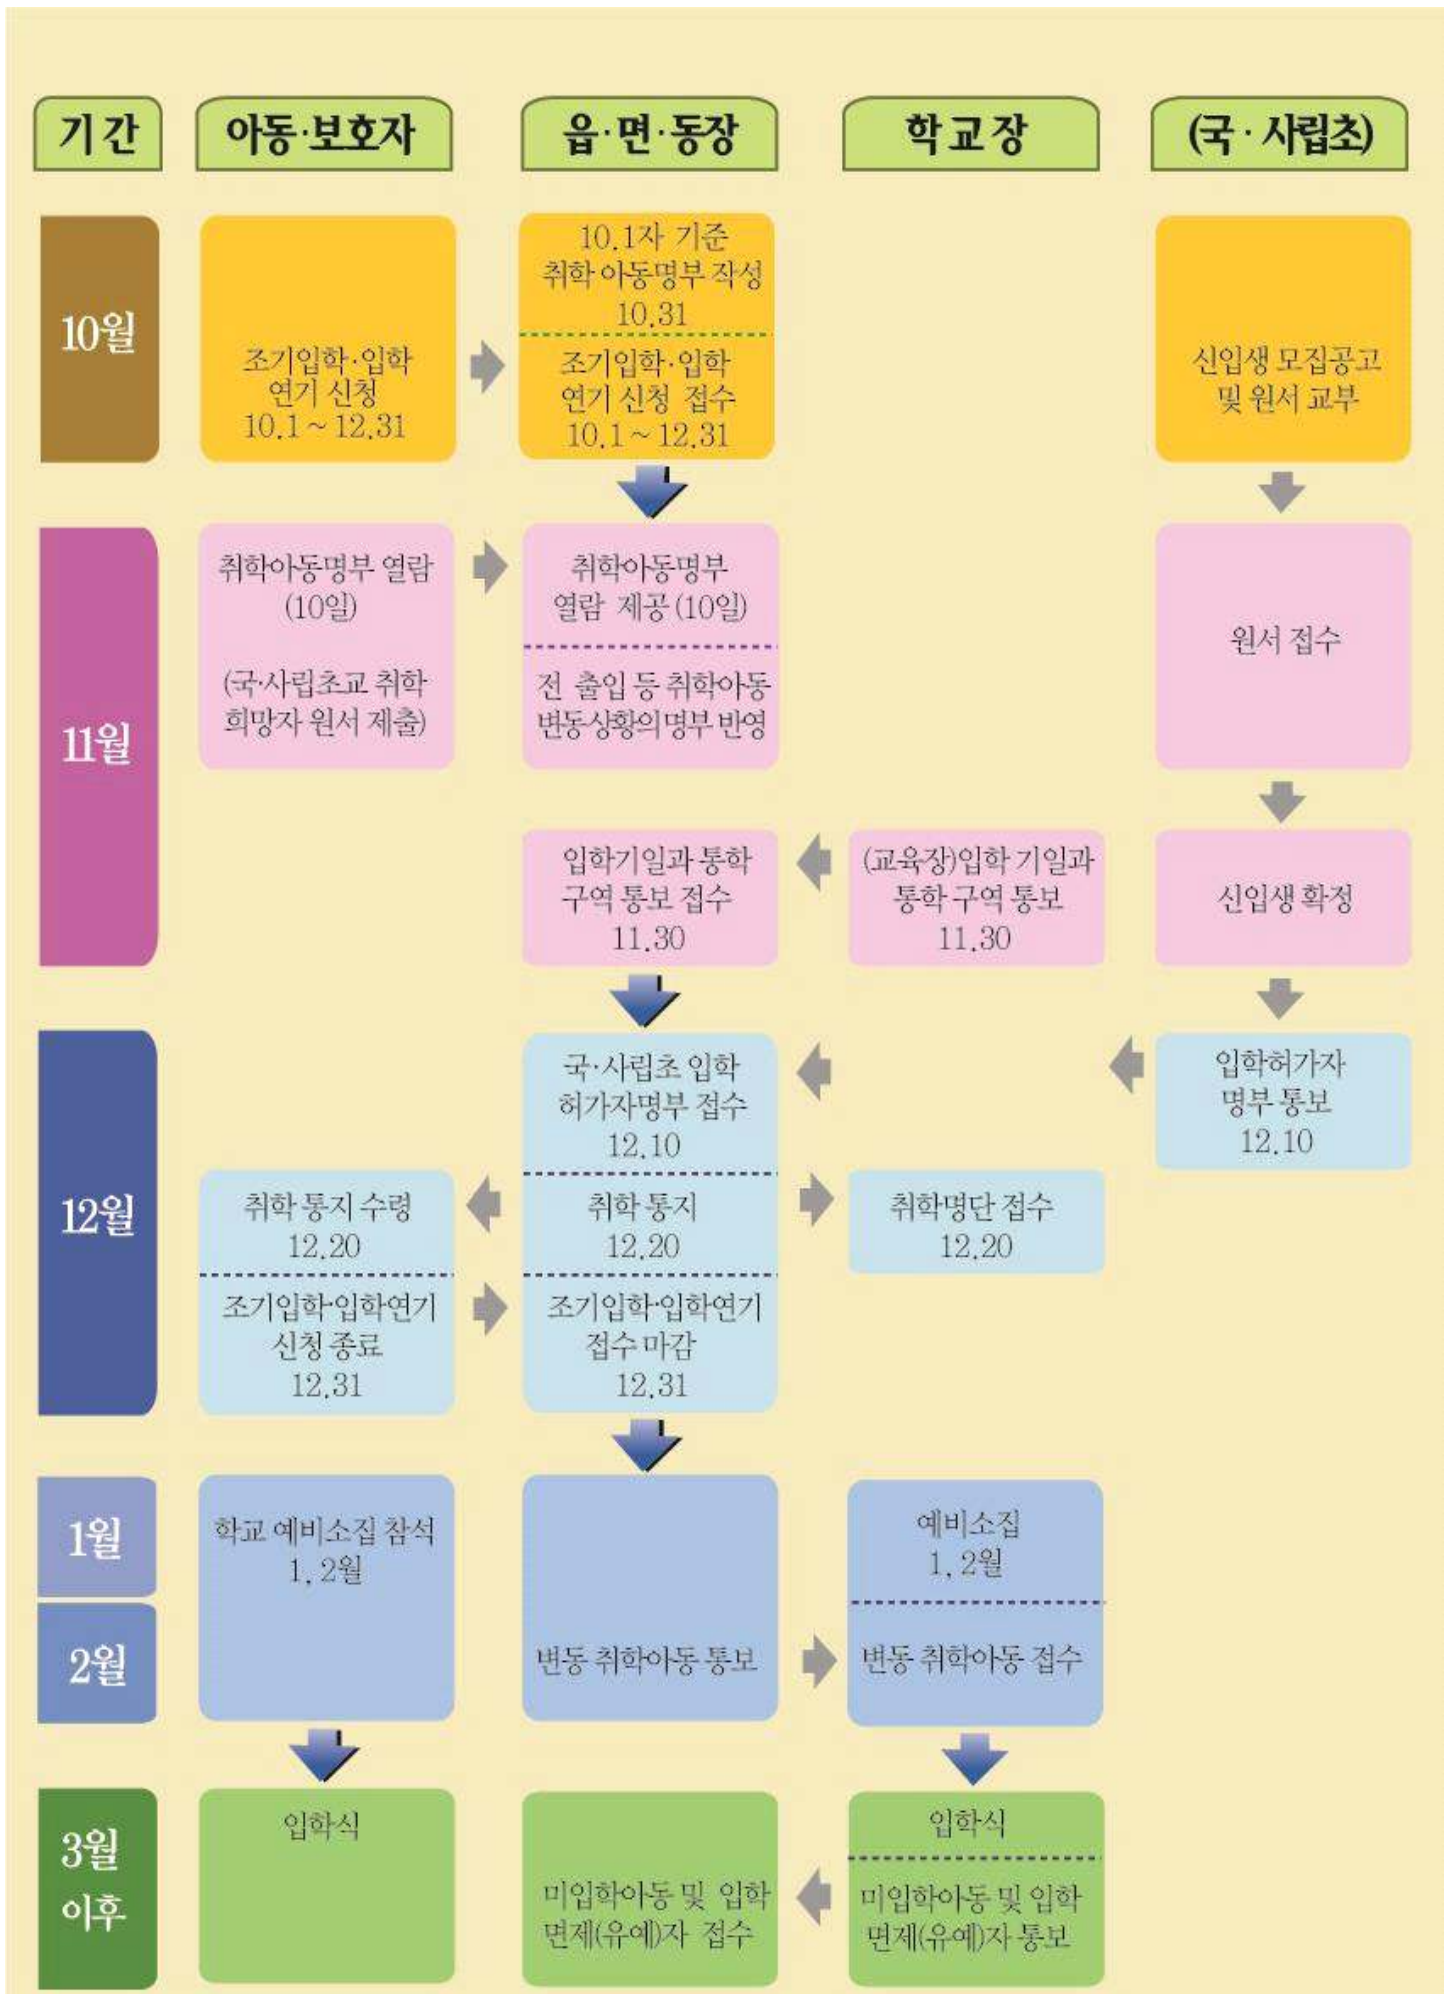 기간
아동·보호자
읍·면·동장
학교장
(국·사립초)
10월
조기입학·입학
연기 신청
10.1 ~ 12.31
10.1자 기준
취학 아동명부 작성
10.31
조기입학·입학
연기 신청 접수
10.1 ~ 12.31
신입생 모집공고
및 원서 교부
11월
취학아동명부 열람
(10일)
(국·사립초교 취학
희망자 원서 제출)
취학아동명부
열람 제공(10일)
전 출입 등 취학아동
변동상황의 명부 반영
원서 접수
입학기일과 통학
구역 통보 접수
11.30
(교육장)입학 기일과
통학 구역 통보
11.30
신입생 확정
12월
국·사립초 입학
허가자명부 접수
12.10
입학허가자
명부 통보
12.10
취학 통지 수령
12.20
취학 통지
12.20
취학명단 접수
12.20
조기입학·입학연기
신청 종료
12.31
조기입학·입학연기
접수 마감
12.31
1월
학교 예비소집 참석
1, 2월
예비소집
1, 2월
2월
변동 취학아동 통보
변동 취학아동 접수
3월
이후
입학식
미입학아동 및 입학
면제(유예)자 접수
입학식
미입학아동 및 입학
면제(유예)자 통보